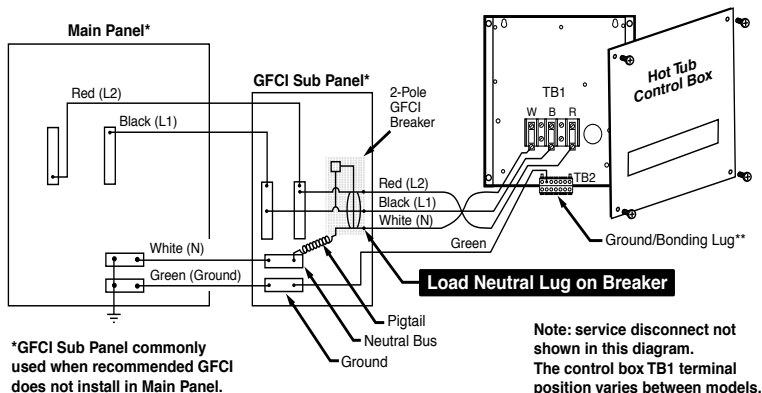 Main Panel*
Red (L2)
Black (L1)
White (N)
Green (Ground)
GFCI Sub Panel*
2-Pole
GFCI
Breaker
Red (L2)
Black (L1)
White (N)
Green
Load Neutral Lug on Breaker
Pigtail
Neutral Bus
Ground
TB1
W B R
TB2
Ground/Bonding Lug**
Hot Tub
Control Box
*GFCI Sub Panel commonly
used when recommended GFCI
does not install in Main Panel.
Note: service disconnect not
shown in this diagram.
The control box TB1 terminal
position varies between models.